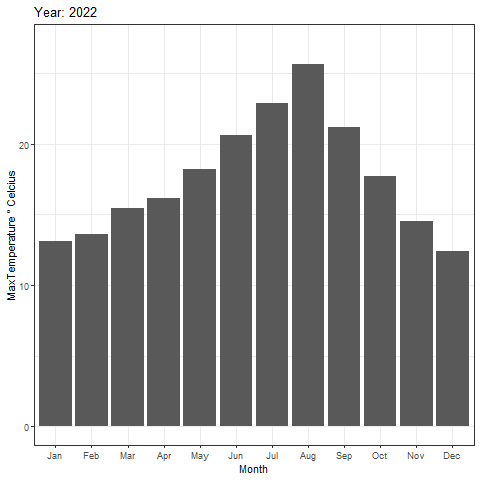 Year: 2022
MaxTemperature ° Celcius
20
10
0
Jan Feb Mar Apr May Jun Jul Aug Sep Oct Nov Dec
Month